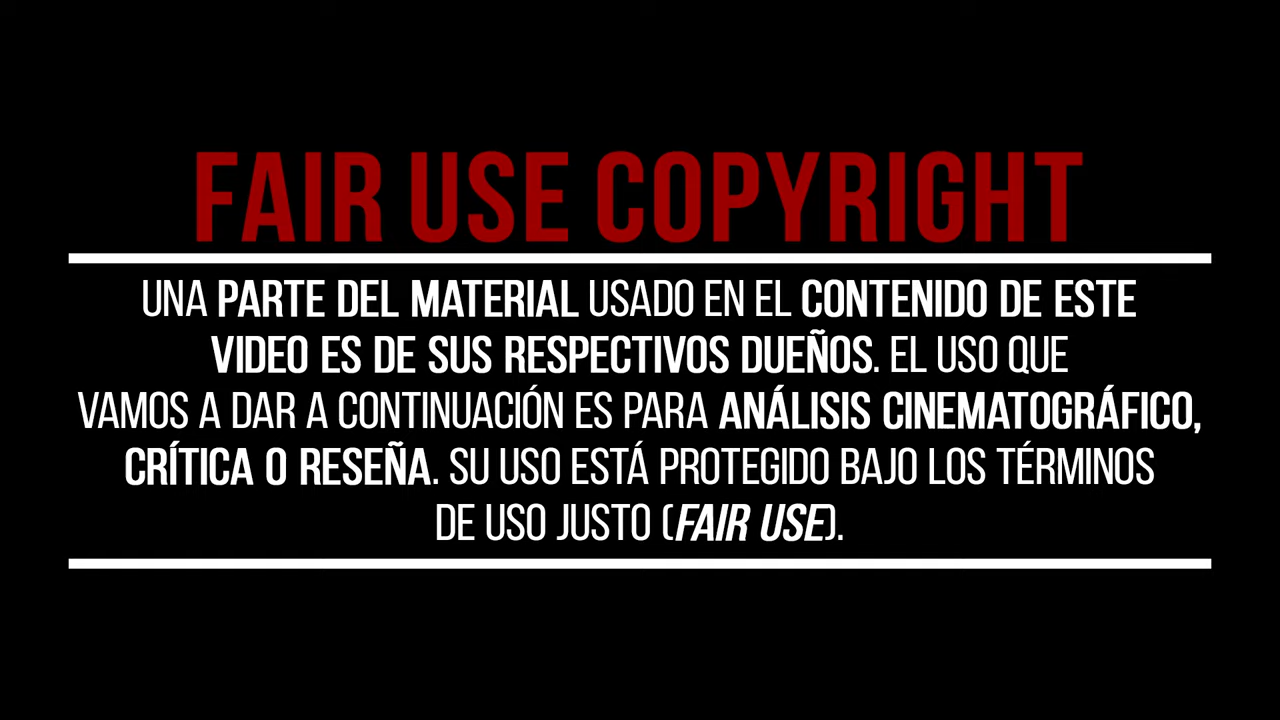 FAIR USE COPYRIGHT
UNA PARTE DEL MATERIAL USADO EN EL CONTENIDO DE ESTE
VIDEO ES DE SUS RESPECTIVOS DUEÑOS. EL USO QUE
VAMOS A DAR A CONTINUACIÓN ES PARA ANÁLISIS CINEMATOGRÁFICO,
CRÍTICA O RESEÑA. SU USO ESTÁ PROTEGIDO BAJO LOS TÉRMINOS
DE USO JUSTO (FAIR USE).